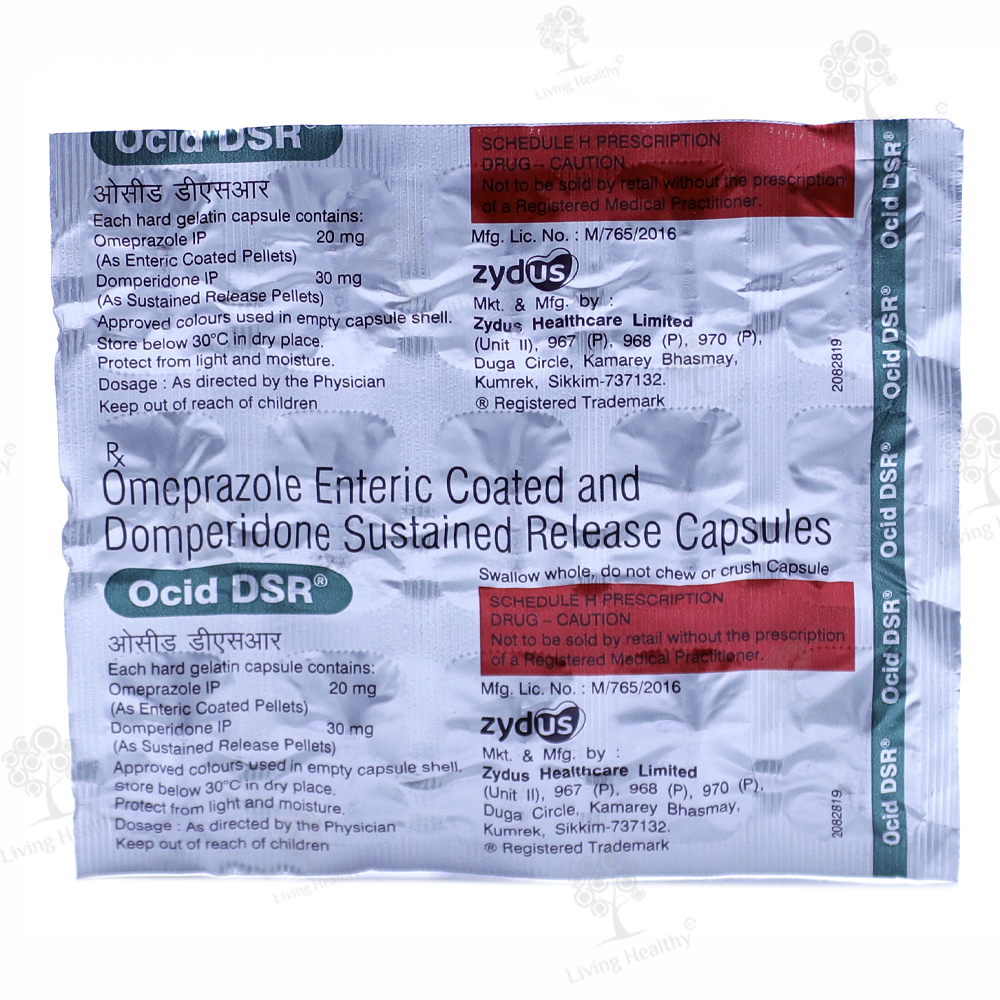 Living Healthy
Ocid DSR®
ओसीड डीएसआर
Each hard gelatin capsule contains:
Omeprazole IP 20 mg
(As Enteric Coated Pellets)
Domperidone IP 30 mg
(As Sustained Release Pellets)
Approved colours used in empty capsule shell.
Store below 30°C in dry place.
Protect from light and moisture.
Dosage : As directed by the Physician
Keep out of reach of children
SCHEDULE H PRESCRIPTION
DRUG – CAUTION
Not to be sold by retail without the prescription
of a Registered Medical Practitioner.
Mfg. Lic. No. : M/765/2016
zydus
Mkt. & Mfg. by :
Zydus Healthcare Limited
(Unit II), 967 (P), 968 (P), 970 (P),
Duga Circle, Kamarey Bhasmay,
Kumrek, Sikkim-737132.
® Registered Trademark
2082819
Rx
Omeprazole Enteric Coated and
Domperidone Sustained Release Capsules
Swallow whole, do not chew or crush Capsule
Ocid DSR®
ओसीड डीएसआर
Each hard gelatin capsule contains:
Omeprazole IP 20 mg
(As Enteric Coated Pellets)
Domperidone IP 30 mg
(As Sustained Release Pellets)
Approved colours used in empty capsule shell.
store below 30°C in dry place.
Protect from light and moisture.
Dosage : As directed by the Physician
Keep out of reach of children
SCHEDULE H PRESCRIPTION
DRUG – CAUTION
Not to be sold by retail without the prescription
of a Registered Medical Practitioner.
Mfg. Lic. No. : M/765/2016
zydus
Mkt. & Mfg. by :
Zydus Healthcare Limited
(Unit II), 967 (P), 968 (P), 970 (P),
Duga Circle, Kamarey Bhasmay,
Kumrek, Sikkim-737132.
® Registered Trademark
2082819
Ocid DSR®
Ocid DSR®
Ocid DSR®
Ocid DSR®
Ocid DSR®
Living Healthy
Living Healthy
Living Healthy